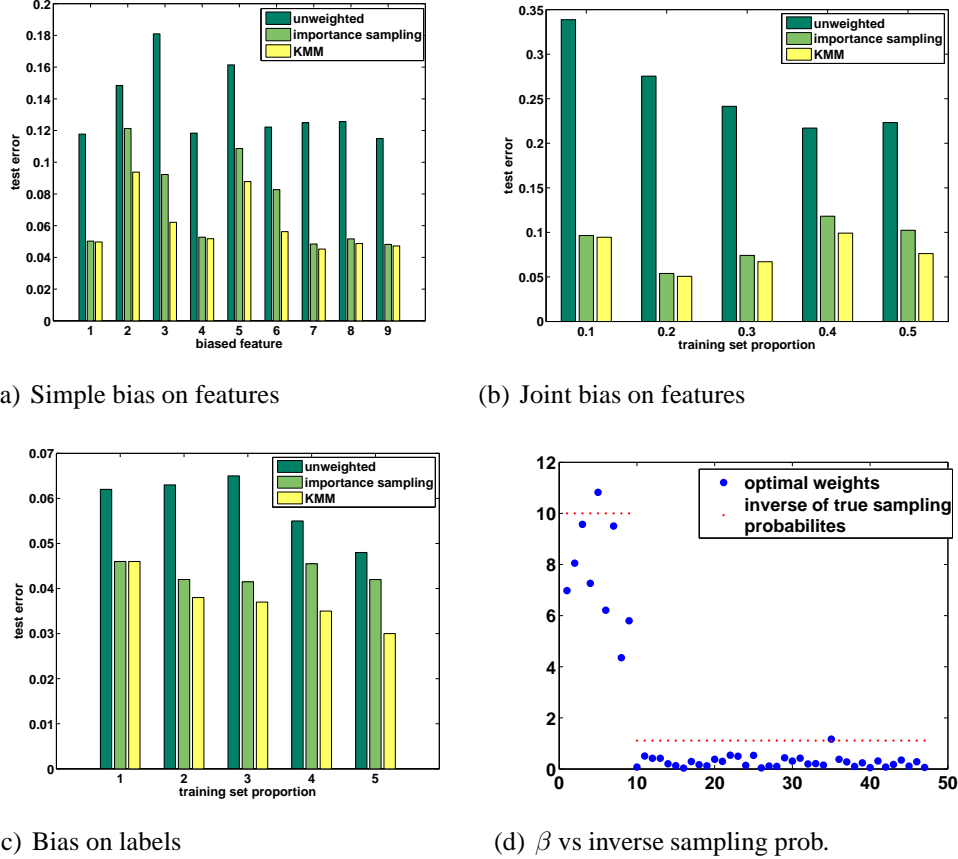 0.2
0.18
0.16
0.14
0.12
0.1
0.08
0.06
0.04
0.02
0
test error
unweighted
importance sampling
KMM
1 2 3 4 5 6 7 8 9
biased feature
a) Simple bias on features
0.35
0.3
0.25
0.2
0.15
0.1
0.05
0
test error
unweighted
importance sampling
KMM
0.1 0.2 0.3 0.4 0.5
training set proportion
(b) Joint bias on features
0.07
0.06
0.05
0.04
0.03
0.02
0.01
0
test error
unweighted
importance sampling
KMM
1 2 3 4 5
training set proportion
c) Bias on labels
12
10
8
6
4
2
0
optimal weights
inverse of true sampling
probabilites
0 10 20 30 40 50
(d) β vs inverse sampling prob.